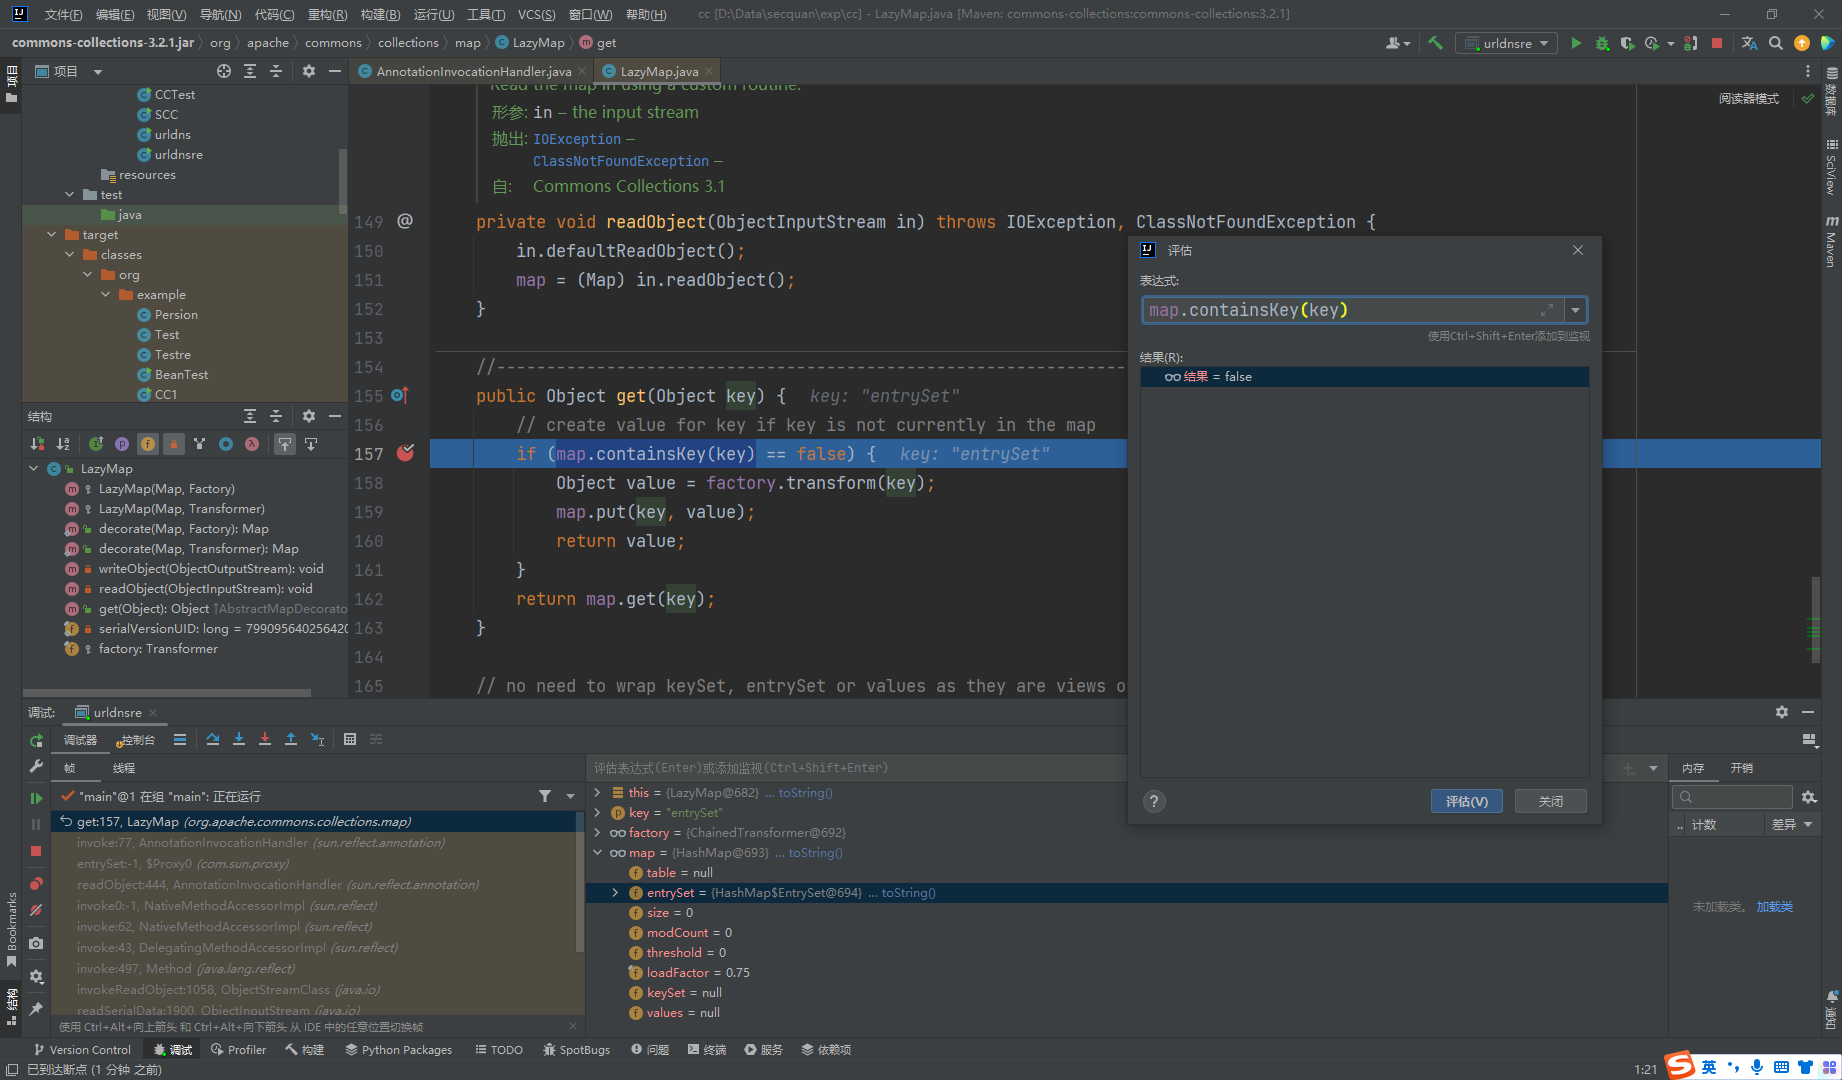 文件(F) 编辑(E) 视图(V) 导航(N) 代码(C) 重构(R) 构建(B) 运行(U) 工具(T) VCS(S) 窗口(W) 帮助(H) cc [D:\Data\secquan\exp\cc] - LazyMap.java [Maven: commons-collections:commons-collections:3.2.1]
commons-collections-3.2.1.jar org apache commons collections map LazyMap get urldnsre
项目
项目
CCTest
SCC
urldns
urldnsre
resources
test
java
target
classes
org
example
Persion
Test
Testre
BeanTest
CC1
结构
LazyMap
LazyMap(Map, Factory)
LazyMap(Map, Transformer)
decorate(Map, Factory): Map
decorate(Map, Transformer): Map
writeObject(ObjectOutputStream): void
readObject(ObjectInputStream): void
get(Object): Object ↑AbstractMapDecorato
serialVersionUID: long = 79909564025642
factory: Transformer
AnnotationInvocationHandler.java LazyMap.java
Read the map in using a custom routine.
形参: in – the input stream
抛出: IOException –
ClassNotFoundException –
自: Commons Collections 3.1
阅读器模式
149 @ private void readObject(ObjectInputStream in) throws IOException, ClassNotFoundException {
150 in.defaultReadObject();
151 map = (Map) in.readObject();
152 }
153
154 //---------------------------------------------------------------
155 public Object get(Object key) { key: "entrySet"
156 // create value for key if key is not currently in the map
157 if (map.containsKey(key) == false) { key: "entrySet"
158 Object value = factory.transform(key);
159 map.put(key, value);
160 return value;
161 }
162 return map.get(key);
163 }
164
165 // no need to wrap keySet, entrySet or values as they are views o
评估
表达式:
map.containsKey(key)
使用Ctrl+Shift+Enter添加到监视
结果(R):
结果 = false
?
评估(V)
关闭
数据库
SciView
Maven
通知
Bookmarks
结构
调试: urldnsre
调试器 控制台
帧 线程
"main"@1 在组 "main": 正在运行
get:157, LazyMap (org.apache.commons.collections.map)
invoke:77, AnnotationInvocationHandler (sun.reflect.annotation)
entrySet:-1, $Proxy0 (com.sun.proxy)
readObject:444, AnnotationInvocationHandler (sun.reflect.annotation)
invoke0:-1, NativeMethodAccessorImpl (sun.reflect)
invoke:62, NativeMethodAccessorImpl (sun.reflect)
invoke:43, DelegatingMethodAccessorImpl (sun.reflect)
invoke:497, Method (java.lang.reflect)
invokeReadObject:1058, ObjectStreamClass (java.io)
readSerialData:1900, ObjectInputStream (java.io)
使用 Ctrl+Alt+向上箭头 和 Ctrl+Alt+向下箭头 从 IDE 中的任意位置切换帧
评估表达式(Enter)或添加监视(Ctrl+Shift+Enter)
this = {LazyMap@682} ... toString()
key = "entrySet"
factory = {ChainedTransformer@692}
map = {HashMap@693} ... toString()
table = null
entrySet = {HashMap$EntrySet@694} ... toString()
size = 0
modCount = 0
threshold = 0
loadFactor = 0.75
keySet = null
values = null
内存 开销
.. 计数 差异
未加载类。 加载类
Version Control 调试 Profiler 构建 Python Packages TODO SpotBugs 问题 终端 服务 依赖项
已到达断点 (1 分钟 之前)
1:21
英